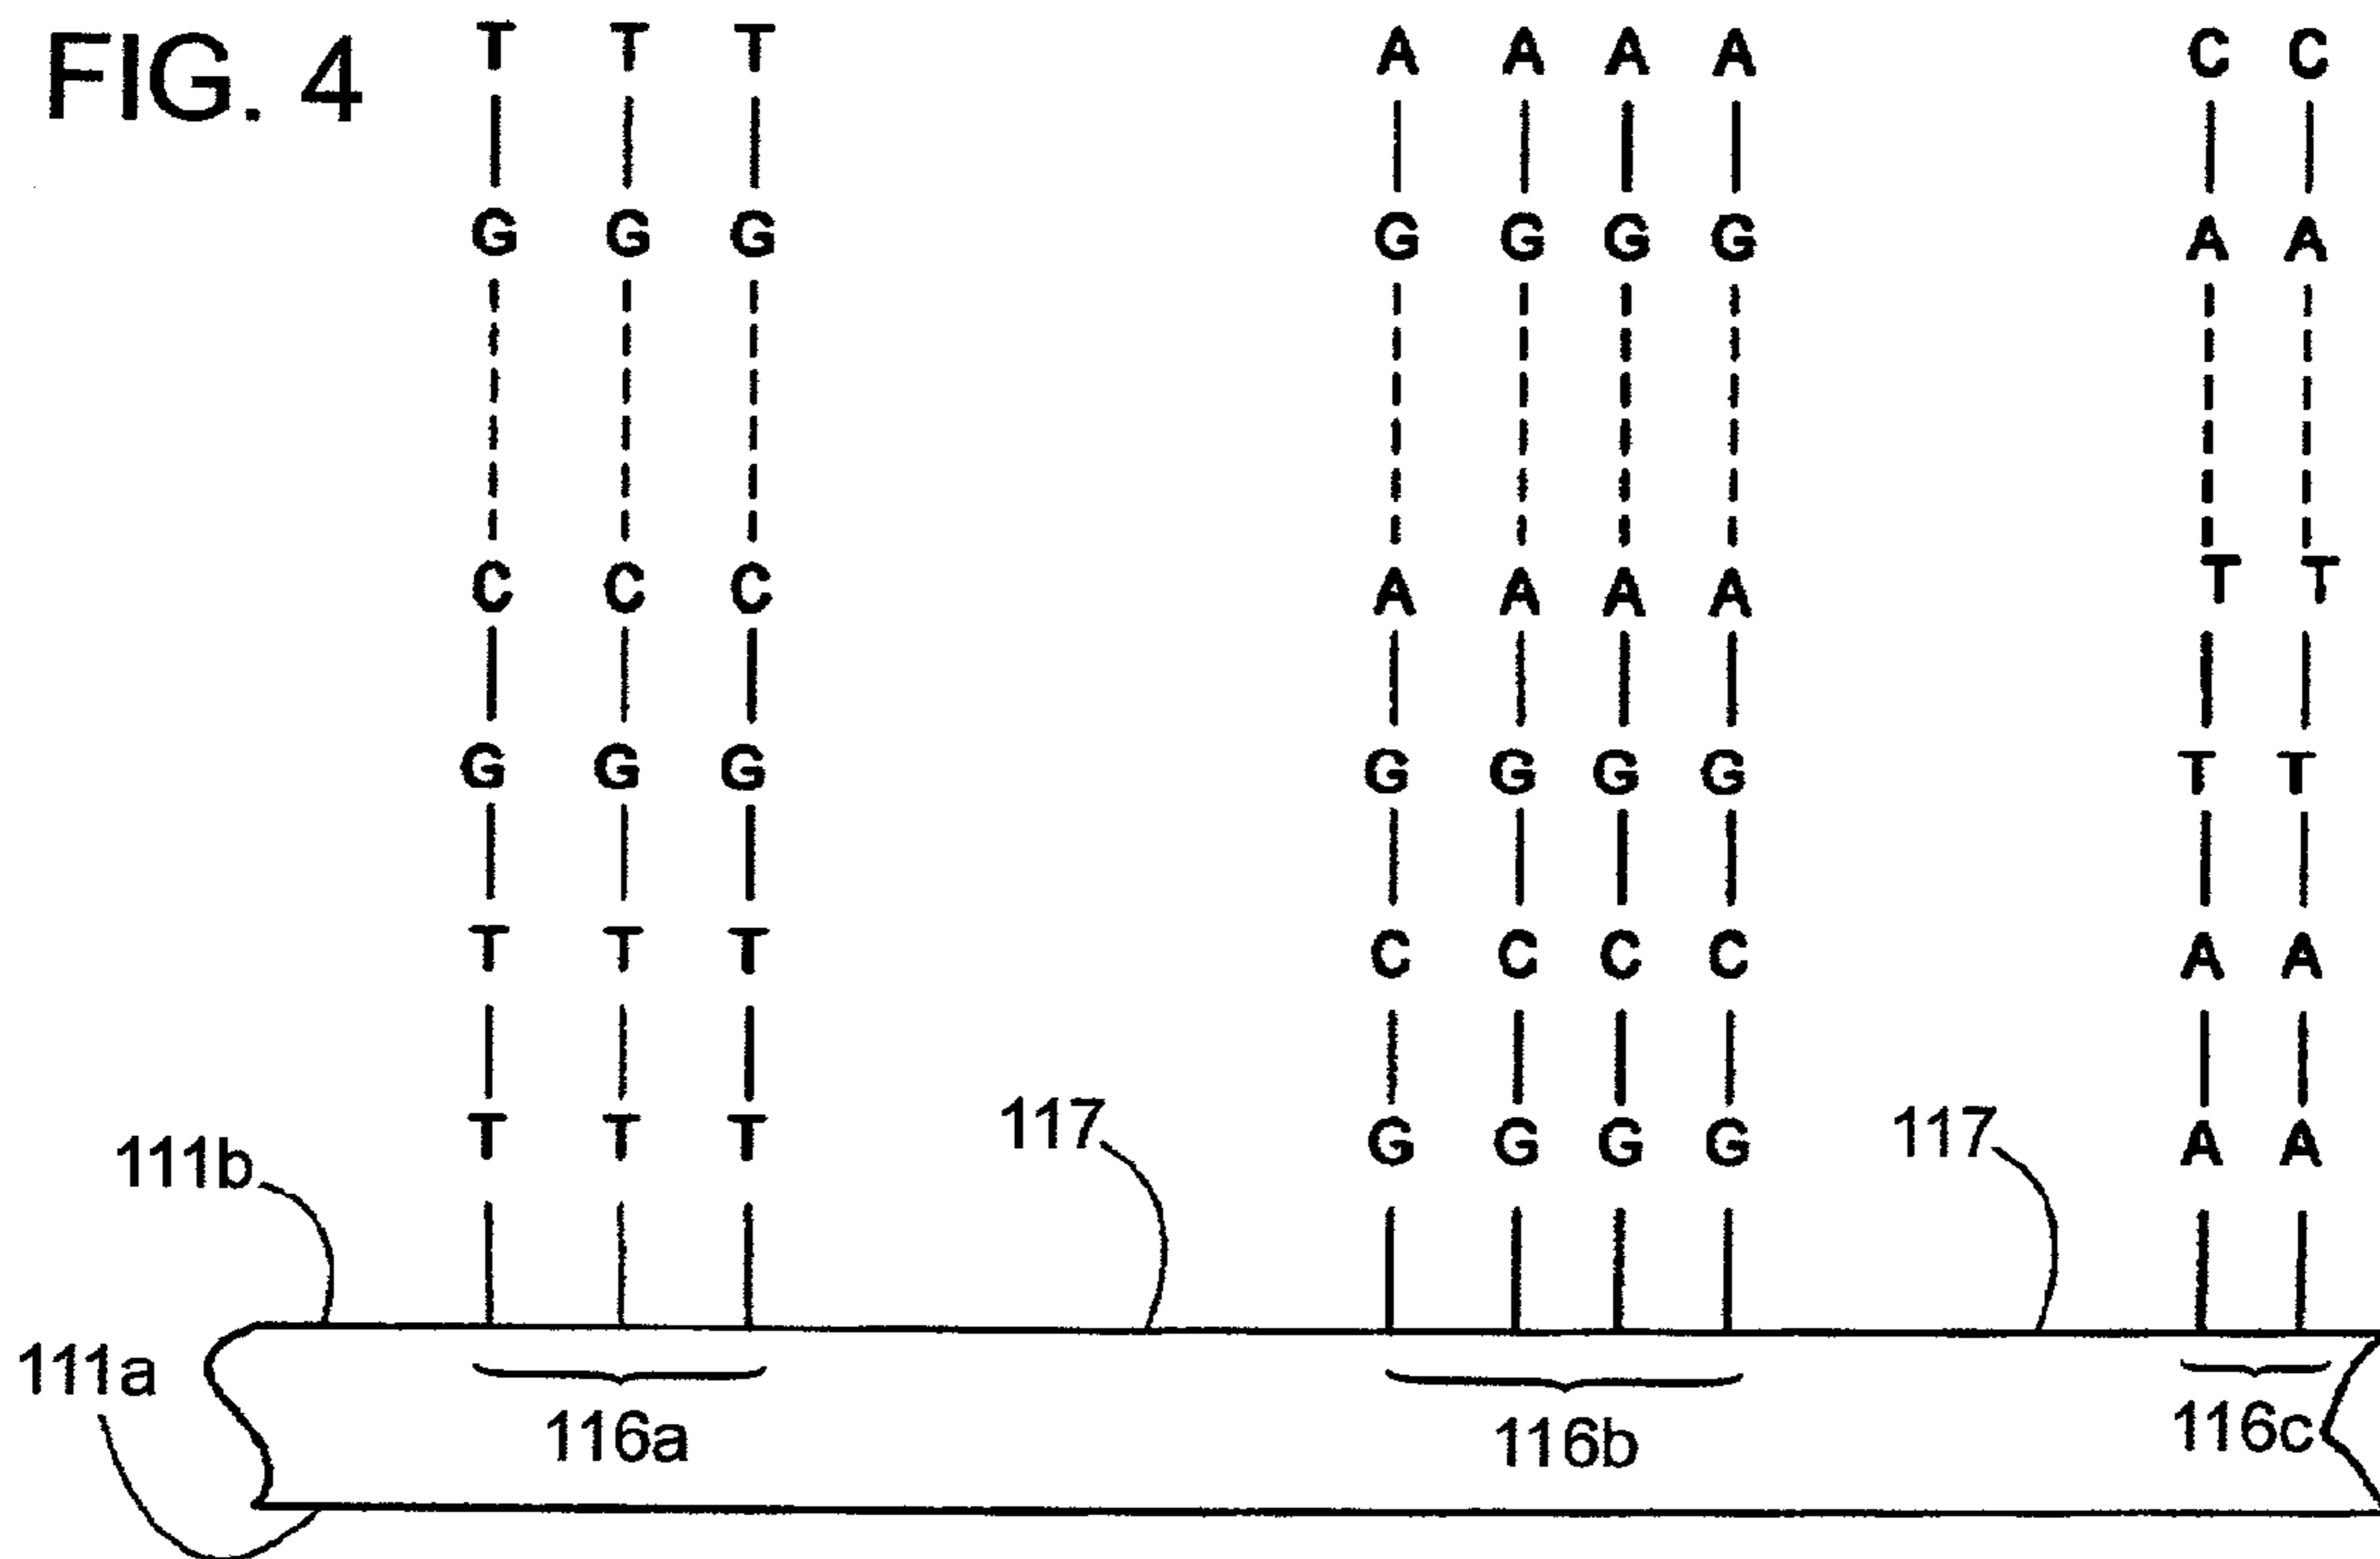 FIG. 4
T T T A A A A C C
G G G G G G G A A
C C C A A A A T T
G G G G G G G T T
T T T C C C C A A
T T T G G G G A A
111b 117 117
111a
116a 116b 116c